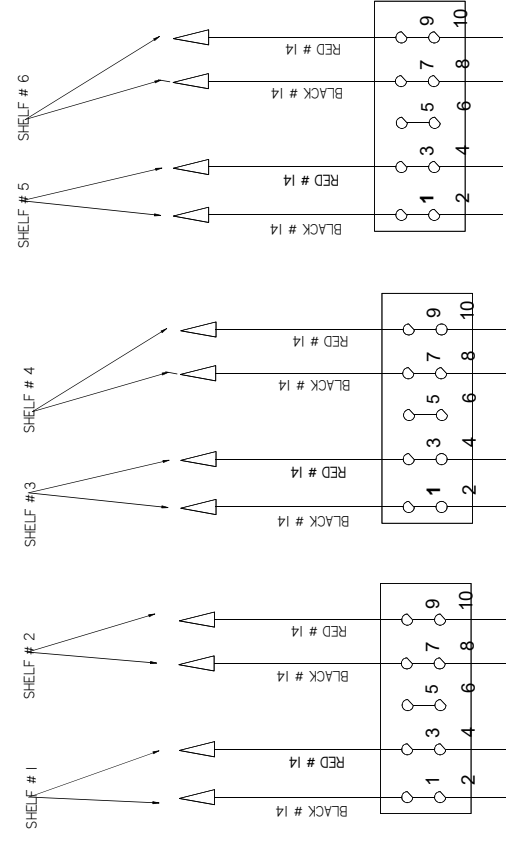 SHELF # 6
RED # 14
BLACK # 14
9 10
7 8
5 6
3 4
1 2
SHELF # 5
RED # 14
BLACK # 14
SHELF # 4
RED # 14
BLACK # 14
9 10
7 8
5 6
3 4
1 2
SHELF # 3
RED # 14
BLACK # 14
SHELF # 2
RED # 14
BLACK # 14
9 10
7 8
5 6
3 4
1 2
SHELF # 1
RED # 14
BLACK # 14